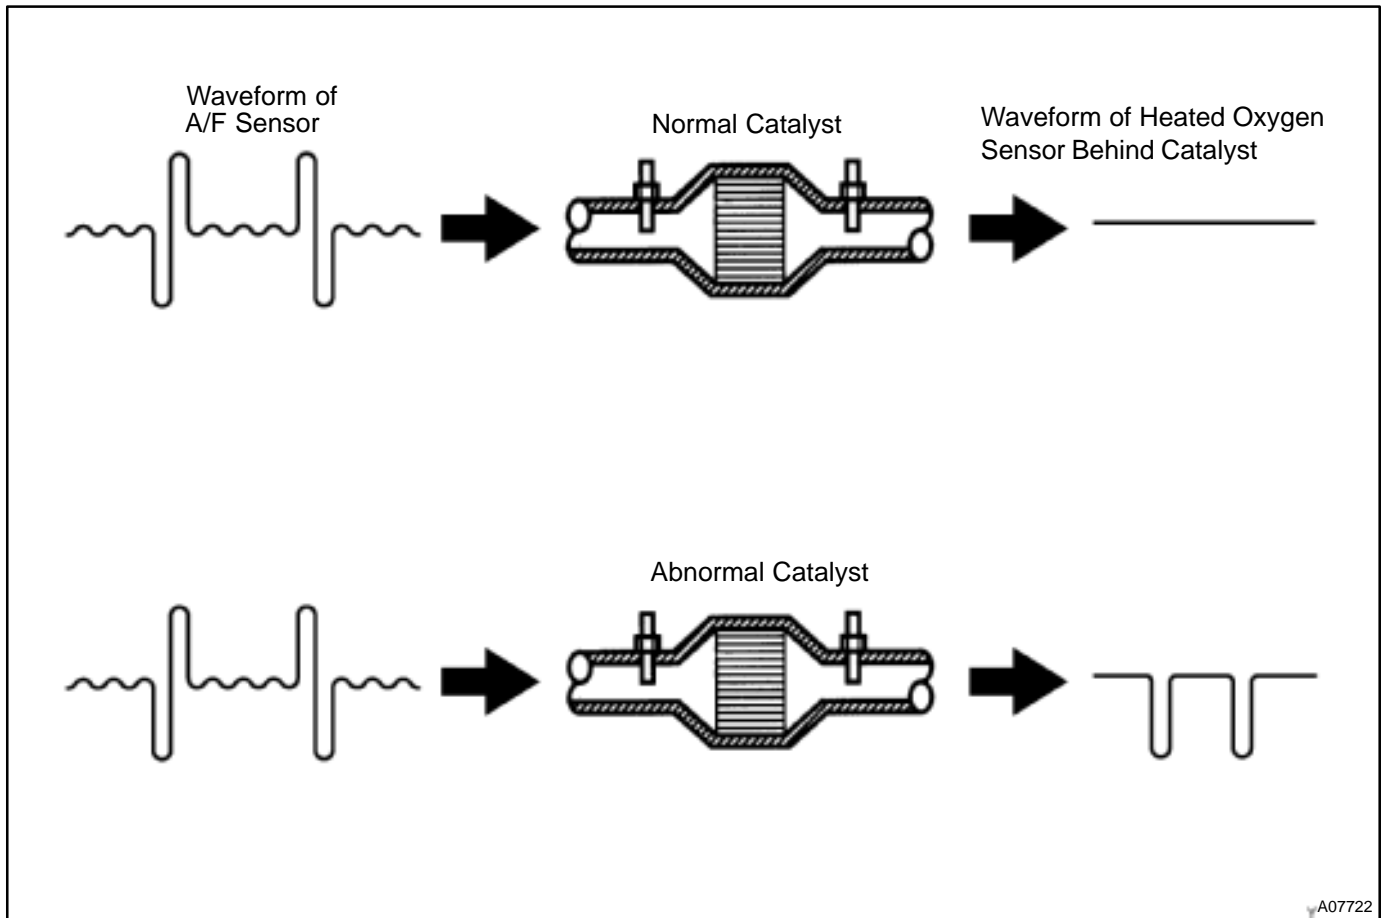 Waveform of
A/F Sensor
Normal Catalyst
Waveform of Heated Oxygen
Sensor Behind Catalyst
Abnormal Catalyst
A07722